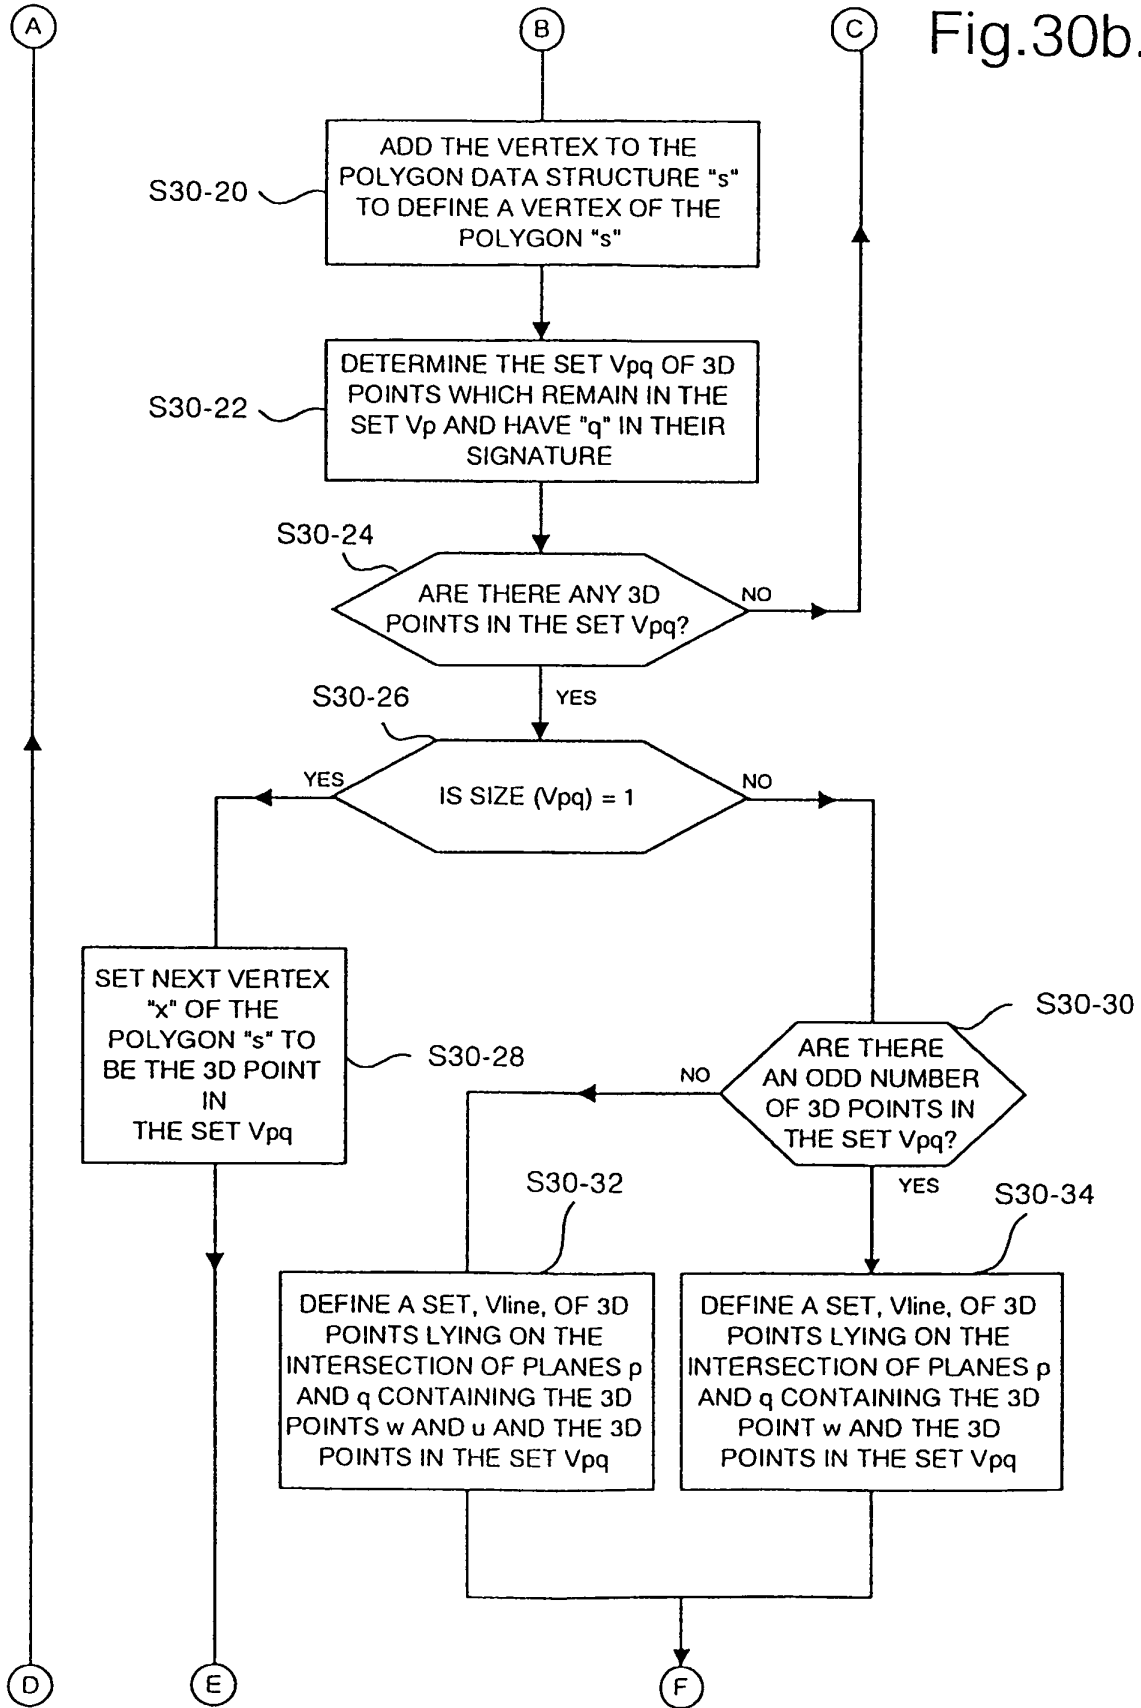 A
B
C
Fig.30b.
S30-20
ADD THE VERTEX TO THE
POLYGON DATA STRUCTURE "s"
TO DEFINE A VERTEX OF THE
POLYGON "s"
S30-22
DETERMINE THE SET Vpq OF 3D
POINTS WHICH REMAIN IN THE
SET Vp AND HAVE "q" IN THEIR
SIGNATURE
S30-24
ARE THERE ANY 3D
POINTS IN THE SET Vpq?
NO
YES
S30-26
IS SIZE (Vpq) = 1
YES
NO
SET NEXT VERTEX
"x" OF THE
POLYGON "s" TO
BE THE 3D POINT
IN
THE SET Vpq
S30-28
S30-30
ARE THERE
AN ODD NUMBER
OF 3D POINTS IN
THE SET Vpq?
NO
YES
S30-32
DEFINE A SET, Vline, OF 3D
POINTS LYING ON THE
INTERSECTION OF PLANES p
AND q CONTAINING THE 3D
POINTS w AND u AND THE 3D
POINTS IN THE SET Vpq
S30-34
DEFINE A SET, Vline, OF 3D
POINTS LYING ON THE
INTERSECTION OF PLANES p
AND q CONTAINING THE 3D
POINT w AND THE 3D
POINTS IN THE SET Vpq
D
E
F